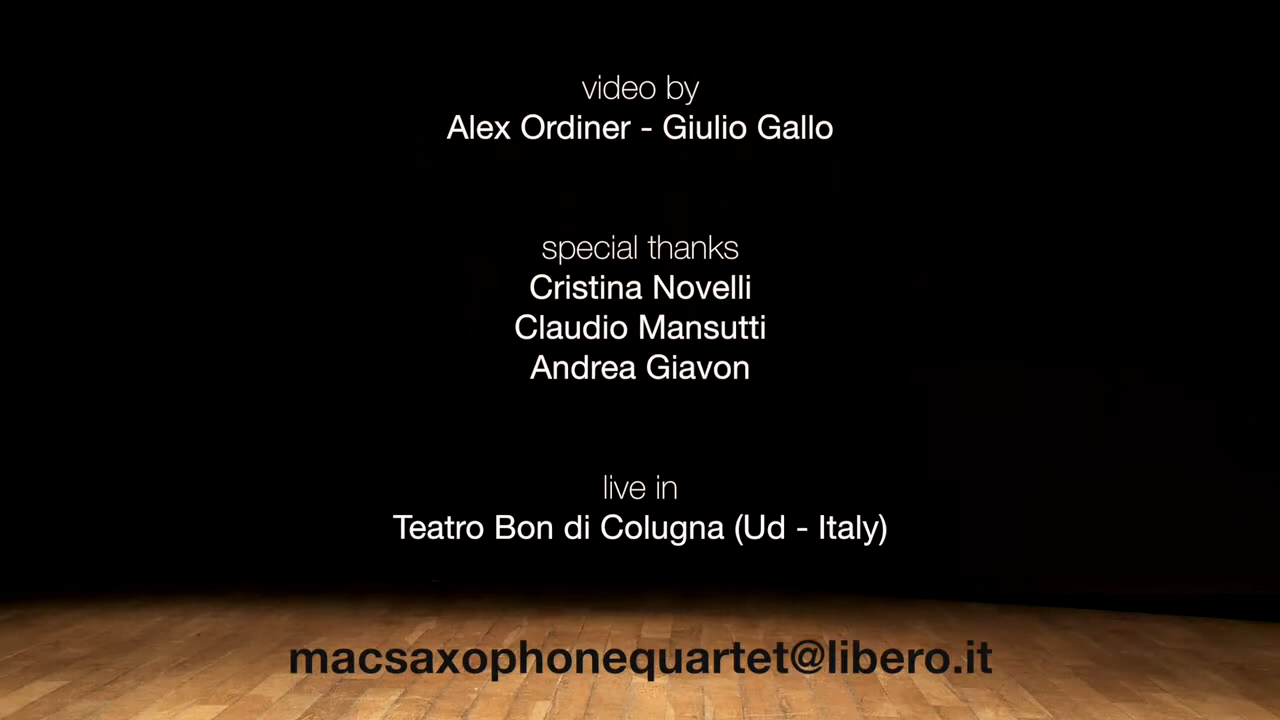 video by
Alex Ordiner - Giulio Gallo
special thanks
Cristina Novelli
Claudio Mansutti
Andrea Giavon
live in
Teatro Bon di Colugna (Ud - Italy)
macsaxophonequartet@libero.it